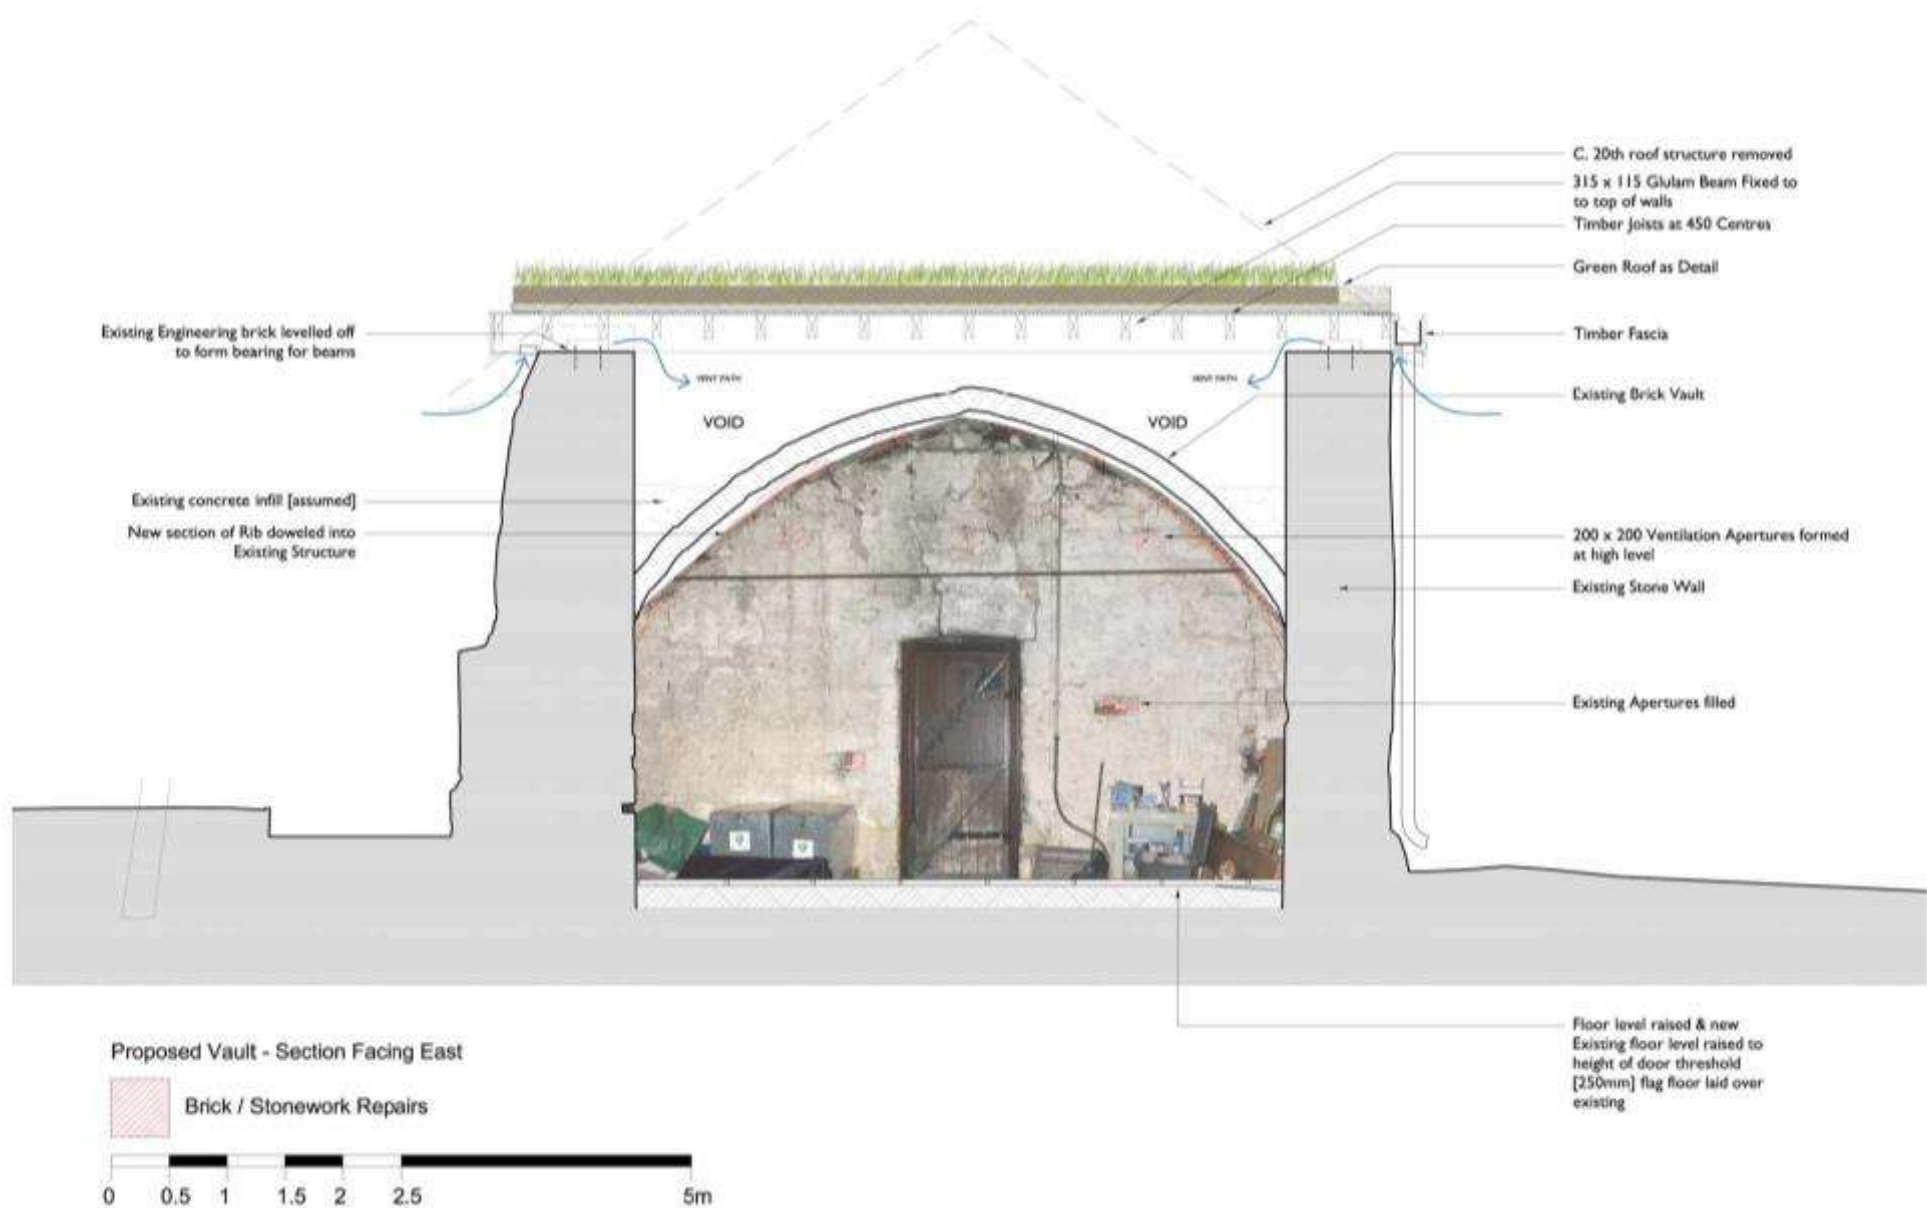 C. 20th roof structure removed
315 x 115 Glulam Beam Fixed to
to top of walls
Timber Joists at 450 Centres
Green Roof as Detail
Existing Engineering brick levelled off
to form bearing for beams
Timber Fascia
VENT PATH
VENT PATH
Existing Brick Vault
VOID
VOID
Existing concrete infill [assumed]
New section of Rib doweled into
Existing Structure
200 x 200 Ventilation Apertures formed
at high level
Existing Stone Wall
Existing Apertures filled
Floor level raised & new
Existing floor level raised to
height of door threshold
[250mm] flag floor laid over
existing
Proposed Vault - Section Facing East
Brick / Stonework Repairs
0 0.5 1 1.5 2 2.5 5m